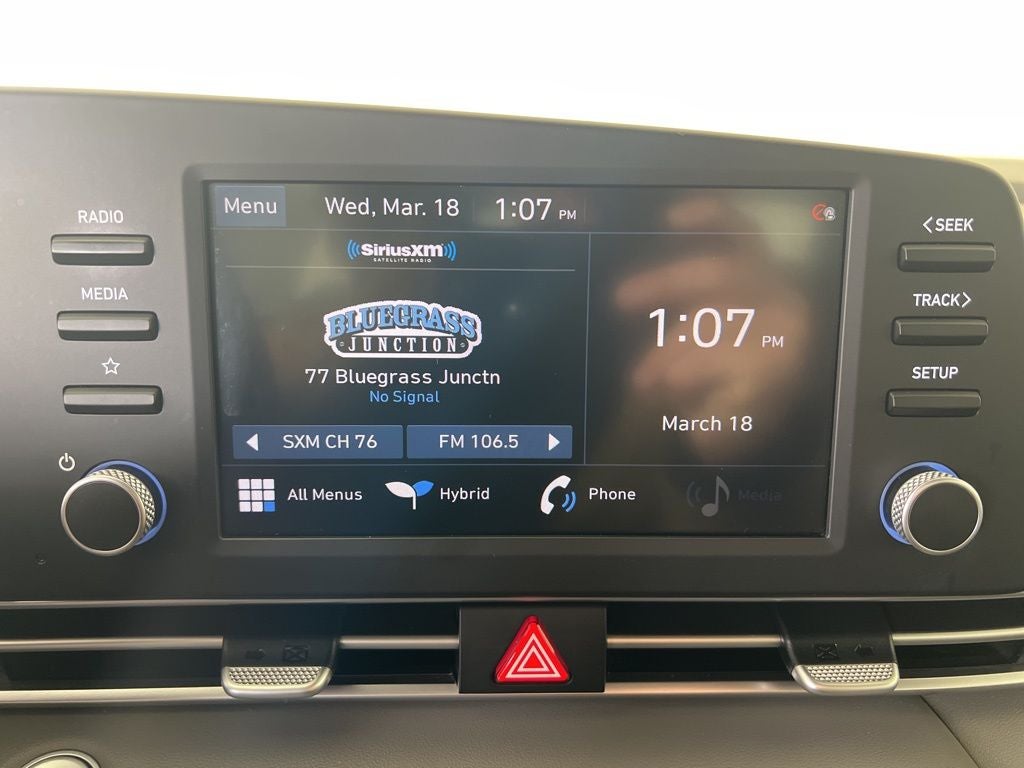 RADIO
MEDIA
Menu
Wed, Mar. 18
1:07 PM
SiriusXM
SATELLITE RADIO
BLUEGRASS
JUNCTION
77 Bluegrass Junctn
No Signal
SXM CH 76
FM 106.5
1:07 PM
March 18
All Menus
Hybrid
Phone
Media
SEEK
TRACK
SETUP